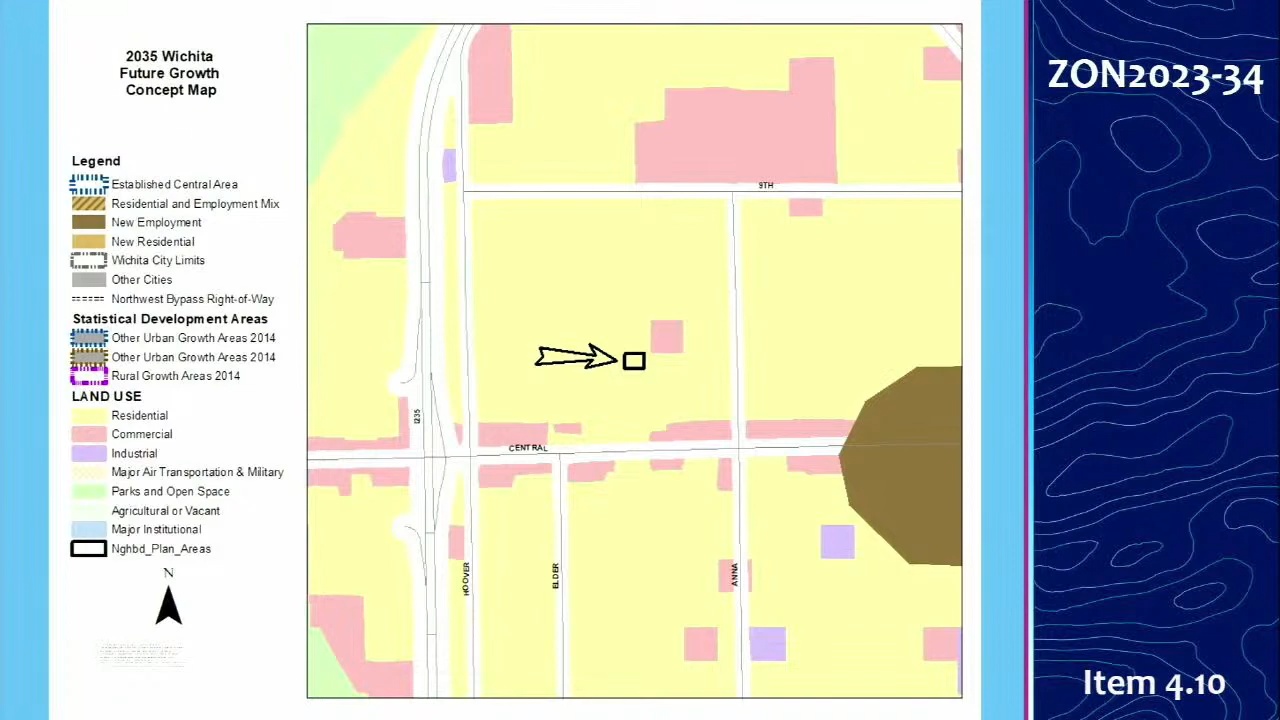 2035 Wichita
Future Growth
Concept Map
Legend
Established Central Area
Residential and Employment Mix
New Employment
New Residential
Wichita City Limits
Other Cities
Northwest Bypass Right-of-Way
Statistical Development Areas
Other Urban Growth Areas 2014
Other Urban Growth Areas 2014
Rural Growth Areas 2014
LAND USE
Residential
Commercial
Industrial
Major Air Transportation & Military
Parks and Open Space
Agricultural or Vacant
Major Institutional
Nghbd_Plan_Areas
N
9TH
I235
CENTRAL
HOOVER
ELDER
ANNA
ZON2023-34
Item 4.10